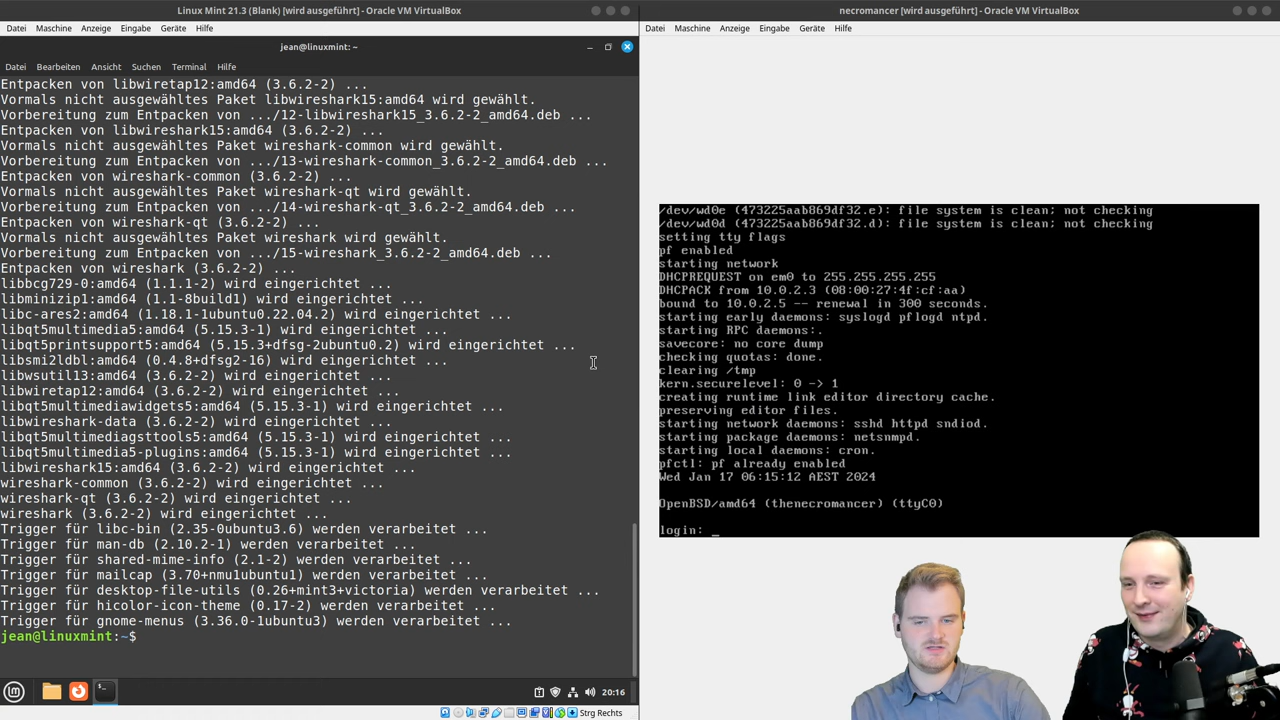 Linux Mint 21.3 (Blank) [wird ausgeführt] - Oracle VM VirtualBox
Datei Maschine Anzeige Eingabe Geräte Hilfe
jean@linuxmint: ~
Datei Bearbeiten Ansicht Suchen Terminal Hilfe
Entpacken von libwiretap12:amd64 (3.6.2-2) ...
Vormals nicht ausgewähltes Paket libwireshark15:amd64 wird gewählt.
Vorbereitung zum Entpacken von .../12-libwireshark15_3.6.2-2_amd64.deb ...
Entpacken von libwireshark15:amd64 (3.6.2-2) ...
Vormals nicht ausgewähltes Paket wireshark-common wird gewählt.
Vorbereitung zum Entpacken von .../13-wireshark-common_3.6.2-2_amd64.deb ...
Entpacken von wireshark-common (3.6.2-2) ...
Vormals nicht ausgewähltes Paket wireshark-qt wird gewählt.
Vorbereitung zum Entpacken von .../14-wireshark-qt_3.6.2-2_amd64.deb ...
Entpacken von wireshark-qt (3.6.2-2) ...
Vormals nicht ausgewähltes Paket wireshark wird gewählt.
Vorbereitung zum Entpacken von .../15-wireshark_3.6.2-2_amd64.deb ...
Entpacken von wireshark (3.6.2-2) ...
libbcg729-0:amd64 (1.1.1-2) wird eingerichtet ...
libminizip1:amd64 (1.1-8build1) wird eingerichtet ...
libc-ares2:amd64 (1.18.1-1ubuntu0.22.04.2) wird eingerichtet ...
libqt5multimedia5:amd64 (5.15.3-1) wird eingerichtet ...
libqt5printsupport5:amd64 (5.15.3+dfsg-2ubuntu0.2) wird eingerichtet ...
libsmi2ldbl:amd64 (0.4.8+dfsg2-16) wird eingerichtet ...
libwsutil13:amd64 (3.6.2-2) wird eingerichtet ...
libwiretap12:amd64 (3.6.2-2) wird eingerichtet ...
libqt5multimediawidgets5:amd64 (5.15.3-1) wird eingerichtet ...
libwireshark-data (3.6.2-2) wird eingerichtet ...
libqt5multimediagsttools5:amd64 (5.15.3-1) wird eingerichtet ...
libqt5multimedia5-plugins:amd64 (5.15.3-1) wird eingerichtet ...
libwireshark15:amd64 (3.6.2-2) wird eingerichtet ...
wireshark-common (3.6.2-2) wird eingerichtet ...
wireshark-qt (3.6.2-2) wird eingerichtet ...
wireshark (3.6.2-2) wird eingerichtet ...
Trigger für libc-bin (2.35-0ubuntu3.6) werden verarbeitet ...
Trigger für man-db (2.10.2-1) werden verarbeitet ...
Trigger für shared-mime-info (2.1-2) werden verarbeitet ...
Trigger für mailcap (3.70+nmu1ubuntu1) werden verarbeitet ...
Trigger für desktop-file-utils (0.26+mint3+victoria) werden verarbeitet ...
Trigger für hicolor-icon-theme (0.17-2) werden verarbeitet ...
Trigger für gnome-menus (3.36.0-1ubuntu3) werden verarbeitet ...
jean@linuxmint:~$
20:16
Strg Rechts
necromancer [wird ausgeführt] - Oracle VM VirtualBox
Datei Maschine Anzeige Eingabe Geräte Hilfe
/dev/wd0e (473225aab869df32.e): file system is clean; not checking
/dev/wd0d (473225aab869df32.d): file system is clean; not checking
setting tty flags
pf enabled
starting network
DHCPREQUEST on em0 to 255.255.255.255
DHCPACK from 10.0.2.3 (08:00:27:4f:cf:aa)
bound to 10.0.2.5 -- renewal in 300 seconds.
starting early daemons: syslogd pflogd ntpd.
starting RPC daemons:.
savecore: no core dump
checking quotas: done.
clearing /tmp
kern.securelevel: 0 -> 1
creating runtime link editor directory cache.
preserving editor files.
starting network daemons: sshd httpd sndiod.
starting package daemons: netsnmpd.
starting local daemons: cron.
pfctl: pf already enabled
Wed Jan 17 06:15:12 AEST 2024
OpenBSD/amd64 (thenecromancer) (ttyC0)
login: _